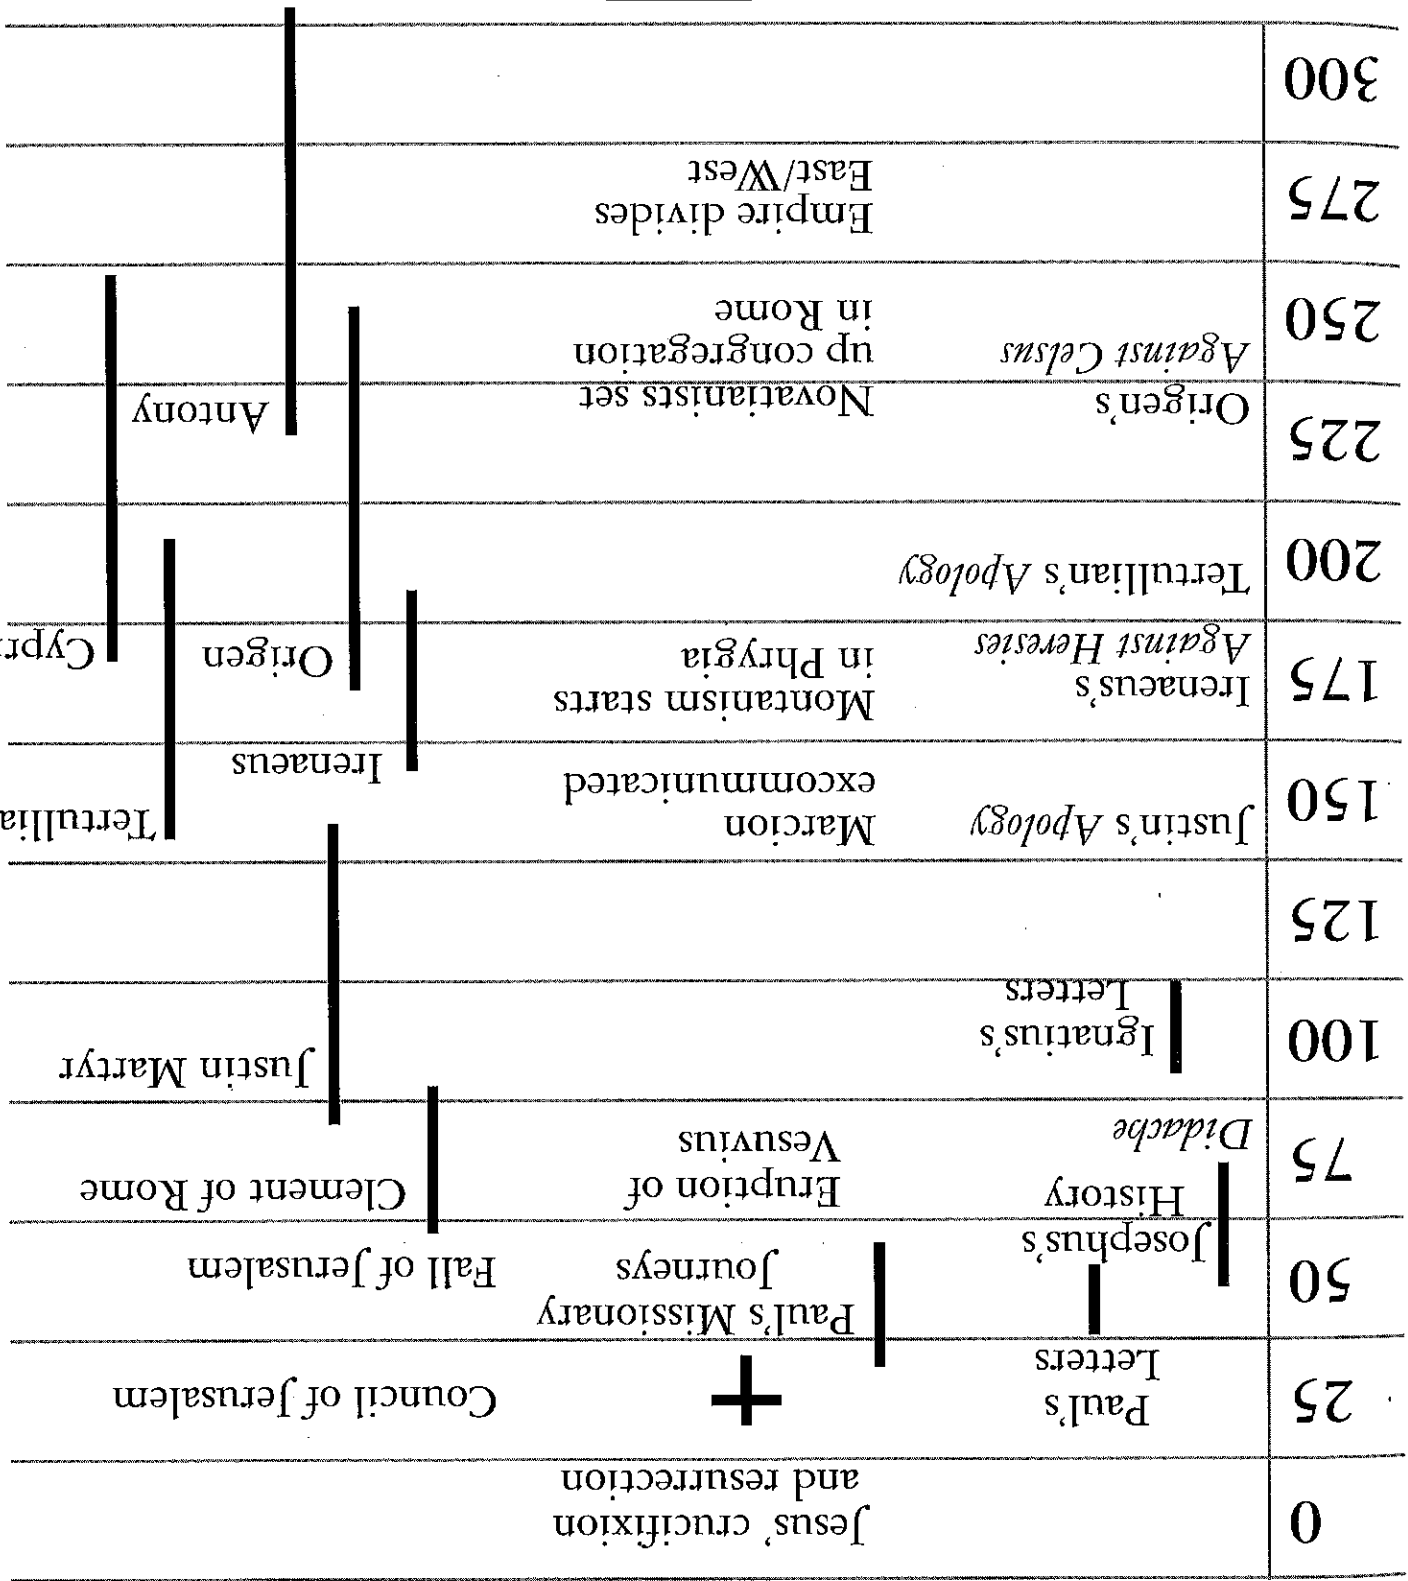 0
Jesus' crucifixion
and resurrection
25
Paul's
Letters
Council of Jerusalem
50
Josephus's
History
Paul's Missionary
Journeys
Fall of Jerusalem
75
Didache
Eruption of
Vesuvius
Clement of Rome
100
Ignatius's
Letters
Justin Martyr
125
150
Justin's Apology
Marcion
excommunicated
Irenaeus
Tertullia
175
Irenaeus's
Against Heresies
Montanism starts
in Phrygia
Origen
Cypri
200
Tertullian's Apology
225
Origen's
Against Celsus
Novatianists set
up congregation
in Rome
Antony
250
275
Empire divides
East/West
300